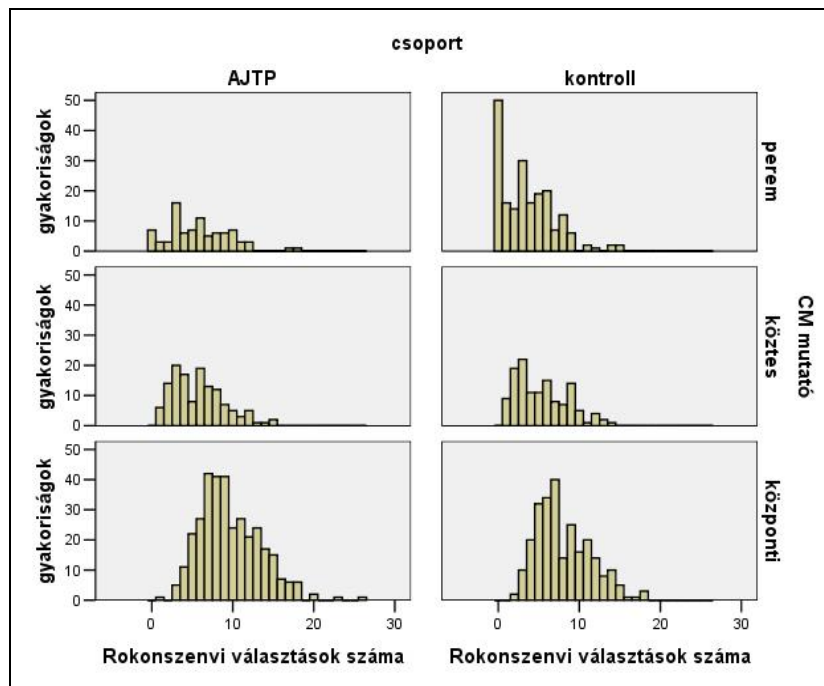 csoport
AJTP kontroll
gyakoriságok
50
40
30
20
10
0
perem
gyakoriságok
50
40
30
20
10
0
köztes
CM mutató
gyakoriságok
50
40
30
20
10
0
központi
0 10 20 30 0 10 20 30
Rokonszenvi választások száma Rokonszenvi választások száma